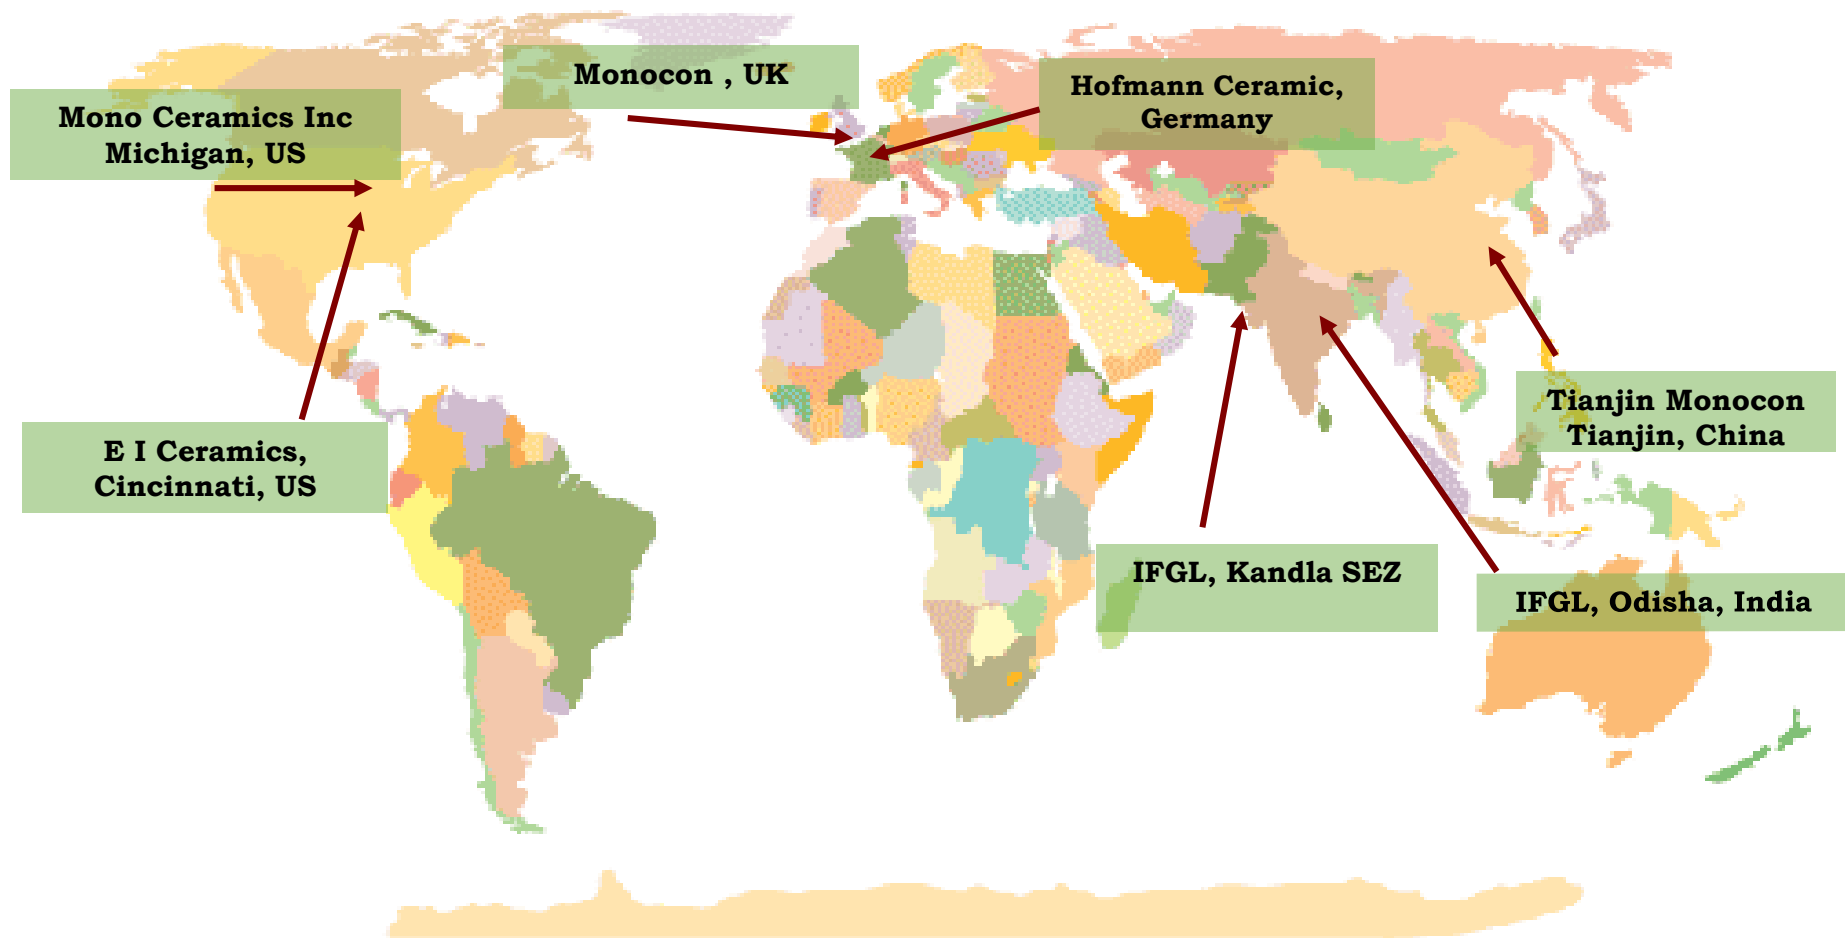 Monocon , UK
Hofmann Ceramic,
Germany
Mono Ceramics Inc
Michigan, US
Tianjin Monocon
Tianjin, China
E I Ceramics,
Cincinnati, US
IFGL, Kandla SEZ
IFGL, Odisha, India